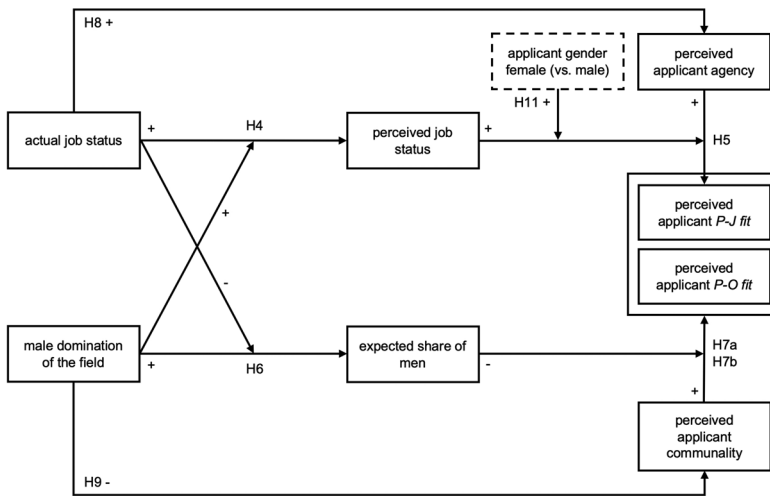 H8 +
applicant gender
female (vs. male)
perceived
applicant agency
H11 +
+
actual job status
+
H4
perceived job
status
+
H5
+
-
perceived
applicant P-J fit
perceived
applicant P-O fit
male domination
of the field
+
H6
expected share of
men
-
H7a
H7b
+
perceived
applicant
communality
H9 -